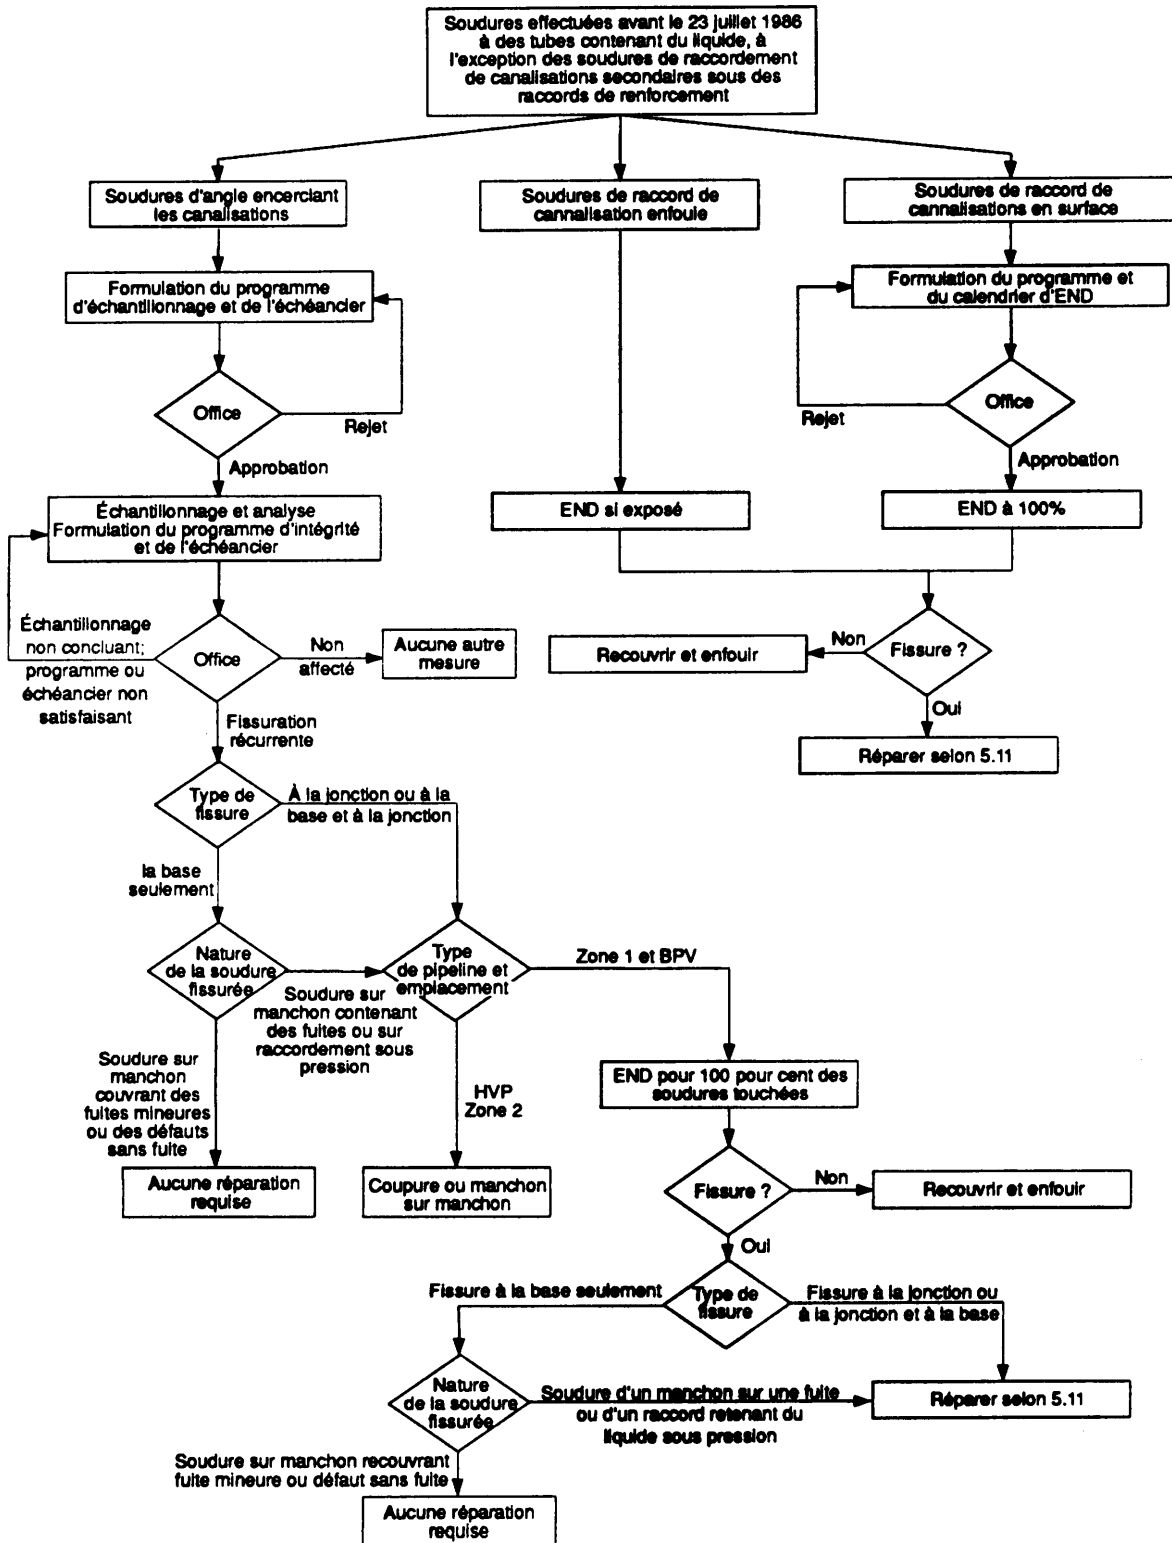 Soudures effectuées avant le 23 juillet 1986
à des tubes contenant du liquide, à
l'exception des soudures de raccordement
de canalisations secondaires sous des
raccords de renforcement
Soudures d'angle encerclant
les canalisations
Soudures de raccord de
cannalisation enfouie
Soudures de raccord de
cannalisations en surface
Formulation du programme
d'échantillonnage et de l'échéancier
Formulation du programme et
du calendrier d'END
Office
Rejet
Office
Rejet
Approbation
Approbation
Échantillonnage et analyse
Formulation du programme d'intégrité
et de l'échéancier
END si exposé
END à 100%
Échantillonnage
non concluant;
programme ou
échéancier non
satisfaisant
Office
Non
affecté
Aucune autre
mesure
Recouvrir et enfouir
Non
Fissure ?
Oui
Réparer selon 5.11
Fissuration
récurrente
Type de
fissure
À la jonction ou à la
base et à la jonction
la base
seulement
Nature
de la soudure
fissurée
Soudure sur
manchon contenant
des fuites ou sur
raccordement sous
pression
Type
de pipeline et
emplacement
Zone 1 et BPV
Soudure sur
manchon
couvrant des
fuites mineures
ou des défauts
sans fuite
HVP
Zone 2
END pour 100 pour cent des
soudures touchées
Aucune réparation
requise
Coupure ou manchon
sur manchon
Fissure ?
Non
Recouvrir et enfouir
Oui
Fissure à la base seulement
Type de
fissure
Fissure à la jonction ou
à la jonction et à la base
Nature
de la soudure
fissurée
Soudure d'un manchon sur une fuite
ou d'un raccord retenant du
liquide sous pression
Réparer selon 5.11
Soudure sur manchon recouvrant
fuite mineure ou défaut sans fuite
Aucune réparation
requise